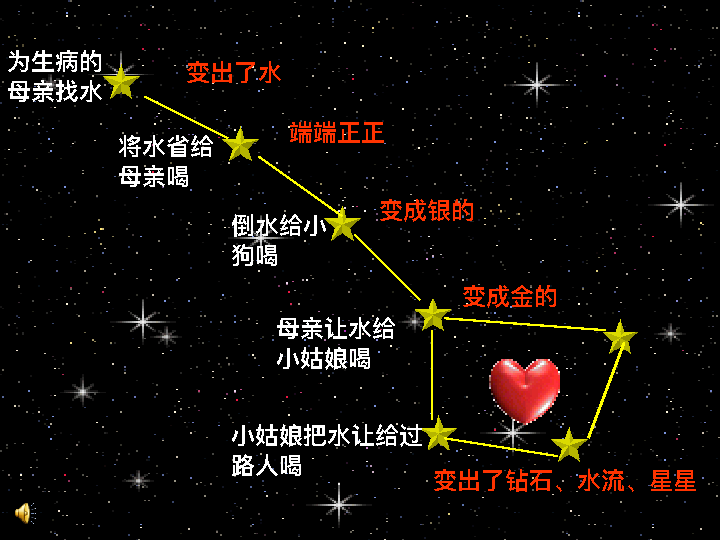 为生病的
母亲找水
变出了水
将水省给
母亲喝
端端正正
倒水给小
狗喝
变成银的
母亲让水给
小姑娘喝
变成金的
小姑娘把水让给过
路人喝
变出了钻石、水流、星星